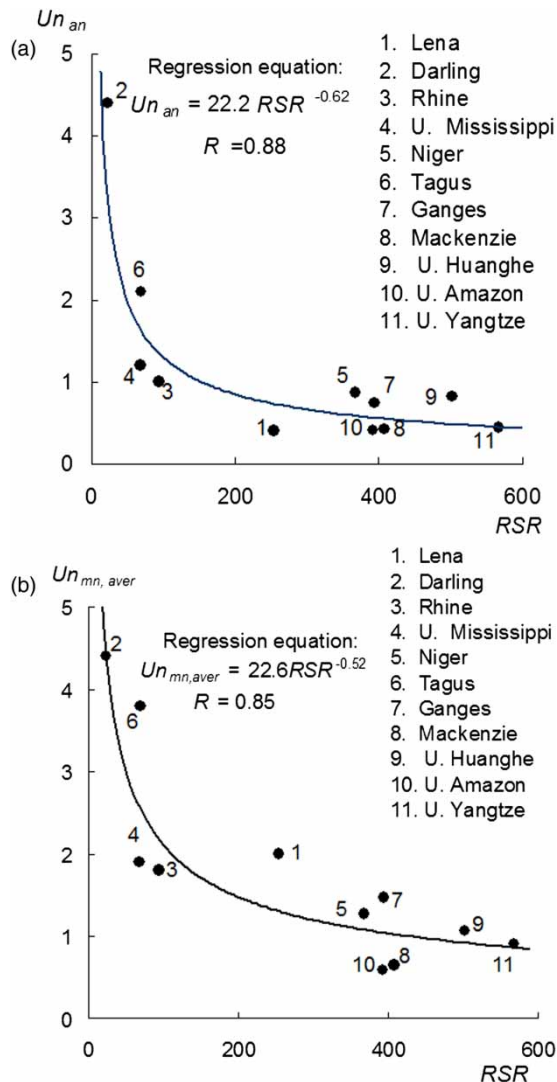 Un an
(a)
5
4
3
2
1
0
0
200
400
600
RSR
Regression equation:
Un an = 22.2 RSR -0.62
R =0.88
1. Lena
2. Darling
3. Rhine
4. U. Mississippi
5. Niger
6. Tagus
7. Ganges
8. Mackenzie
9. U. Huanghe
10. U. Amazon
11. U. Yangtze
2
6
4
3
1
5
7
10
8
9
11
(b)
Un mn, aver
5
4
3
2
1
0
0
200
400
600
RSR
Regression equation:
Un mn,aver = 22.6RSR-0.52
R = 0.85
1. Lena
2. Darling
3. Rhine
4. U. Mississippi
5. Niger
6. Tagus
7. Ganges
8. Mackenzie
9. U. Huanghe
10. U. Amazon
11. U. Yangtze
2
6
4
3
1
5
7
10
8
9
11